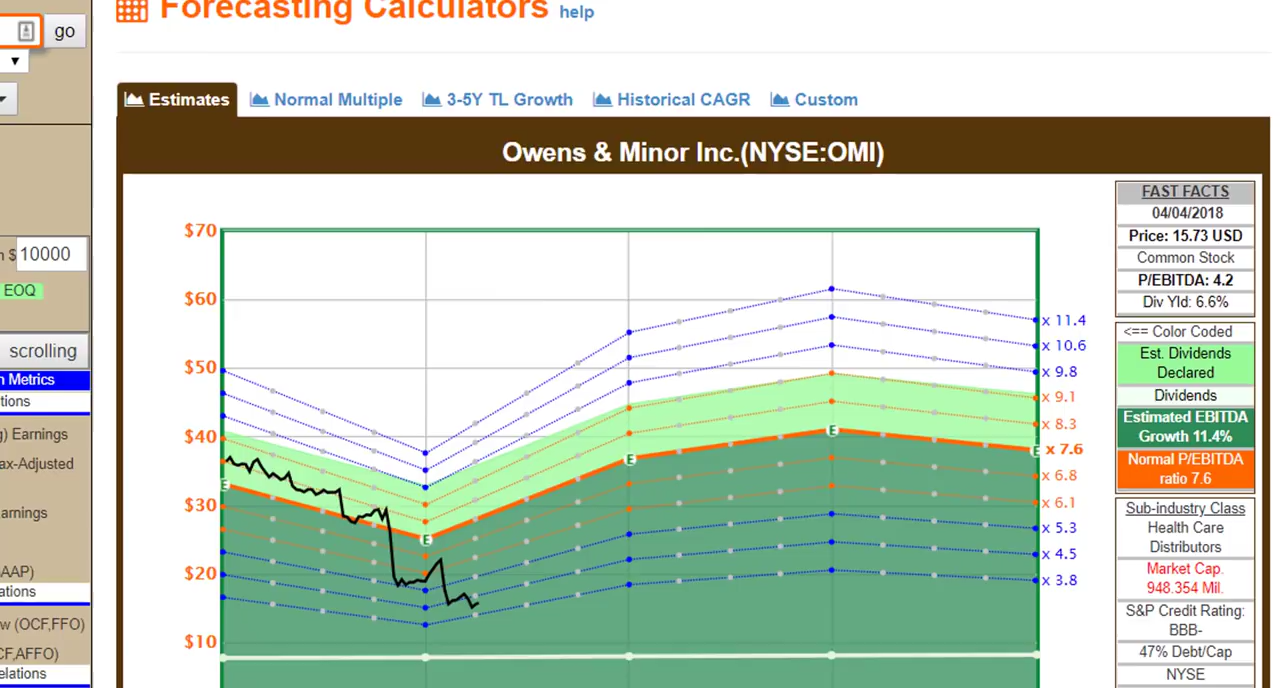 Forecasting Calculators help
go
▼
$ 10000
EOQ
scrolling
Metrics
tions
) Earnings
ax-Adjusted
arnings
AAP)
ations
w (OCF,FFO)
CF,AFFO)
elations
Estimates Normal Multiple 3-5Y TL Growth Historical CAGR Custom
Owens & Minor Inc.(NYSE:OMI)
$70
$60
$50
$40
$30
$20
$10
E
E
E
E
E
x 11.4
x 10.6
x 9.8
x 9.1
x 8.3
x 7.6
x 6.8
x 6.1
x 5.3
x 4.5
x 3.8
FAST FACTS
04/04/2018
Price: 15.73 USD
Common Stock
P/EBITDA: 4.2
Div Yld: 6.6%
<== Color Coded
Est. Dividends
Declared
Dividends
Estimated EBITDA
Growth 11.4%
Normal P/EBITDA
ratio 7.6
Sub-industry Class
Health Care
Distributors
Market Cap.
948.354 Mil.
S&P Credit Rating:
BBB-
47% Debt/Cap
NYSE